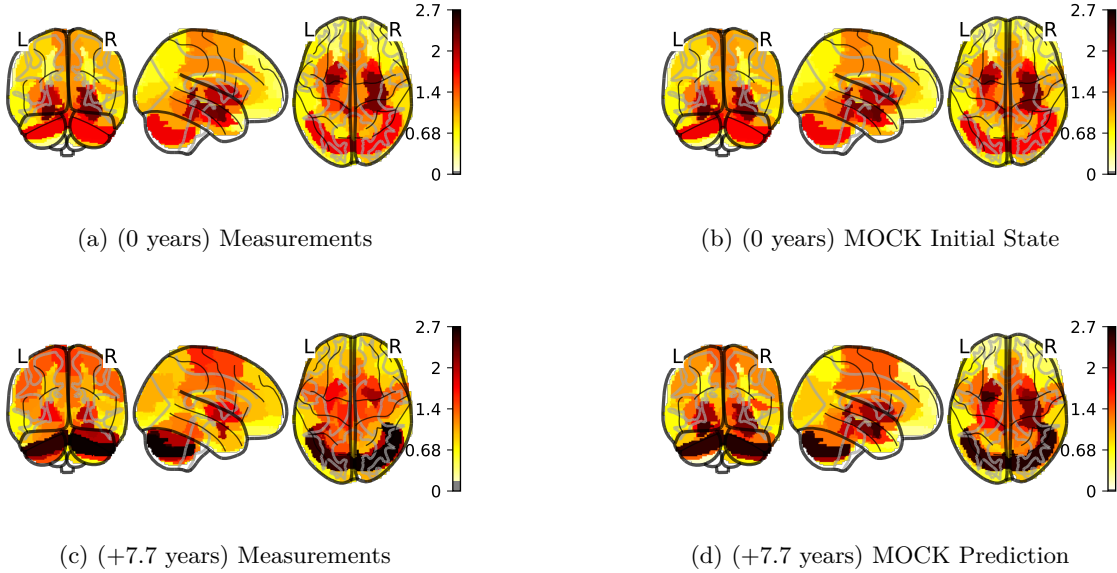 L R L R 2.7
2
1.4
0.68
0
L R L R 2.7
2
1.4
0.68
0
(a) (0 years) Measurements
(b) (0 years) MOCK Initial State
L R L R 2.7
2
1.4
0.68
0
L R L R 2.7
2
1.4
0.68
0
(c) (+7.7 years) Measurements
(d) (+7.7 years) MOCK Prediction